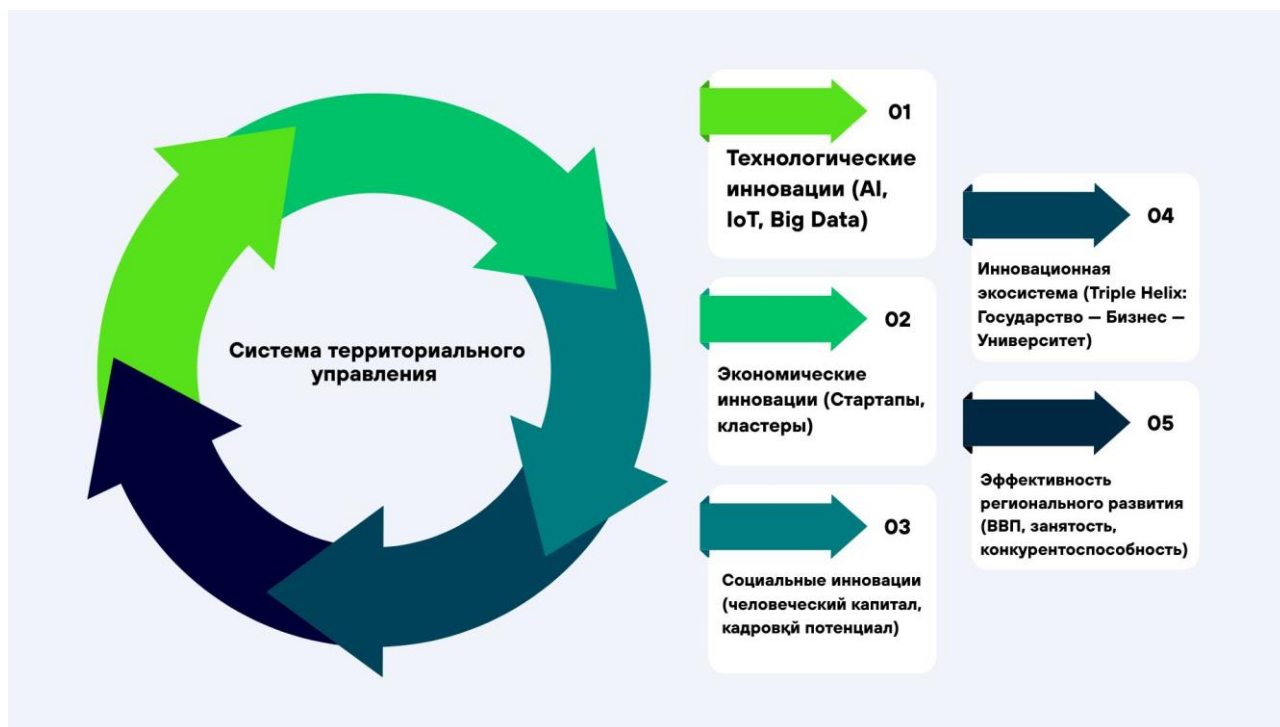 Система территориального
управления
01
Технологические
инновации (AI,
IoT, Big Data)
02
Экономические
инновации (Стартапы,
кластеры)
03
Социальные инновации
(человеческий капитал,
кадровқй потенциал)
04
Инновационная
экосистема (Triple Helix:
Государство — Бизнес —
Университет)
05
Эффективность
регионального развития
(ВВП, занятость,
конкурентоспособность)